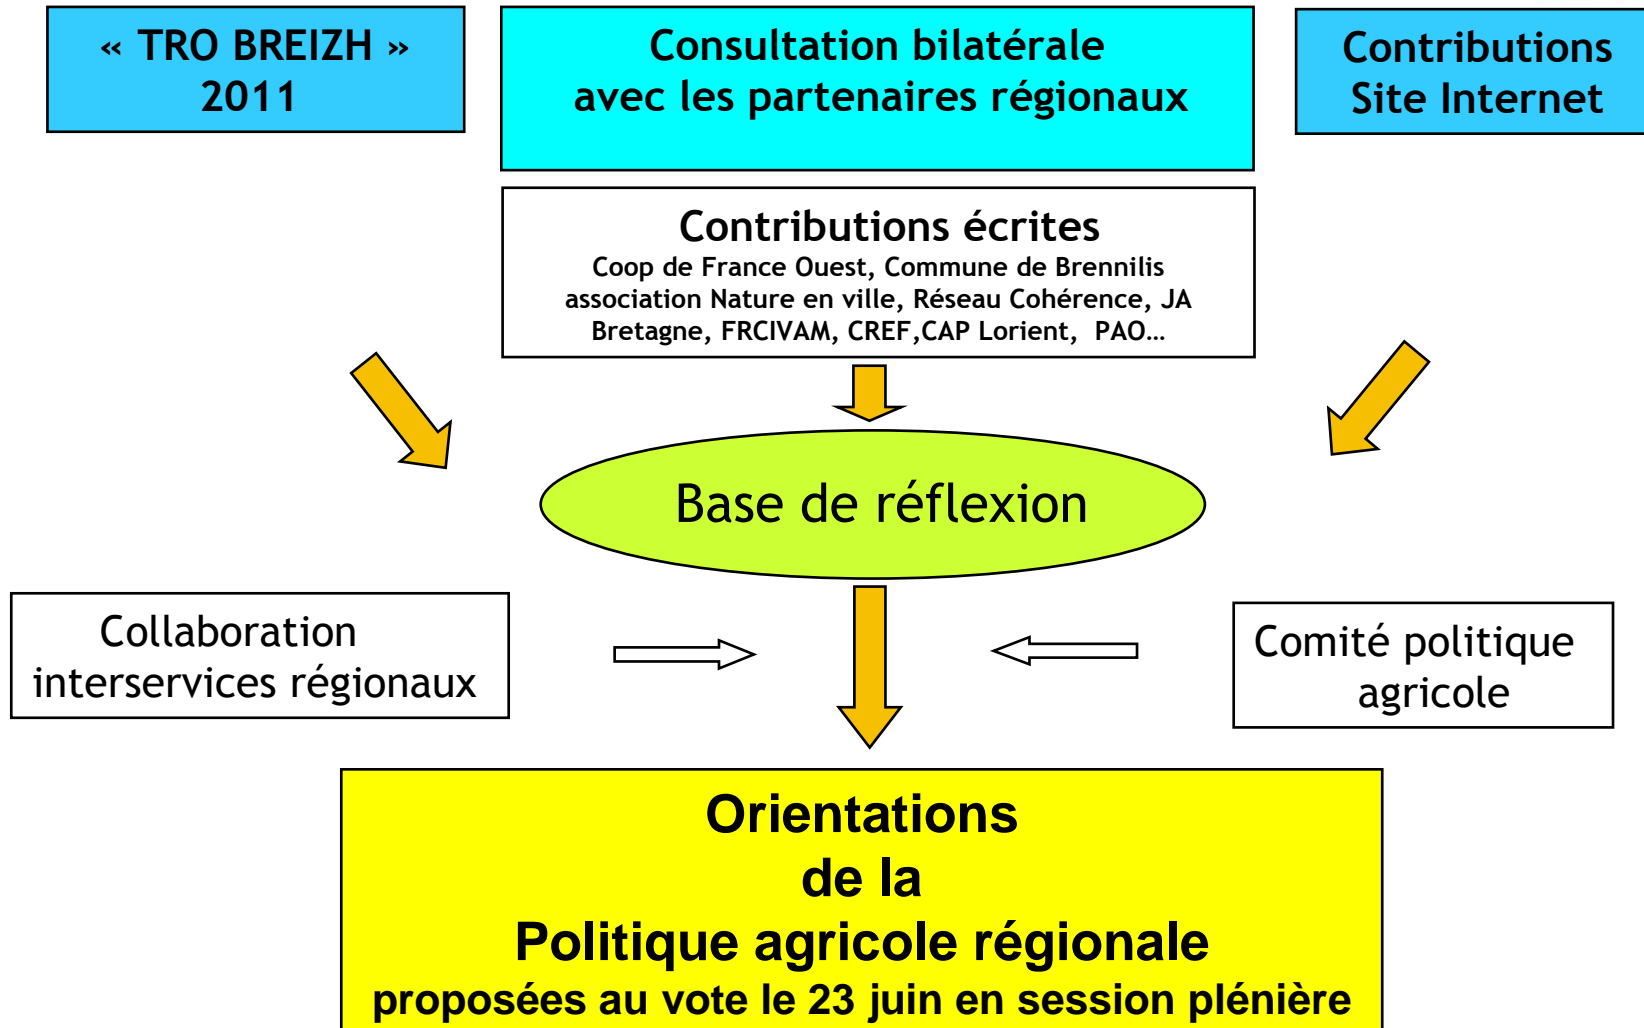 « TRO BREIZH »
2011
Consultation bilatérale
avec les partenaires régionaux
Contributions
Site Internet
Contributions écrites
Coop de France Ouest, Commune de Brennilis
association Nature en ville, Réseau Cohérence, JA
Bretagne, FRCIVAM, CREF,CAP Lorient, PAO…
Base de réflexion
Collaboration
interservices régionaux
Comité politique
agricole
Orientations
de la
Politique agricole régionale
proposées au vote le 23 juin en session plénière